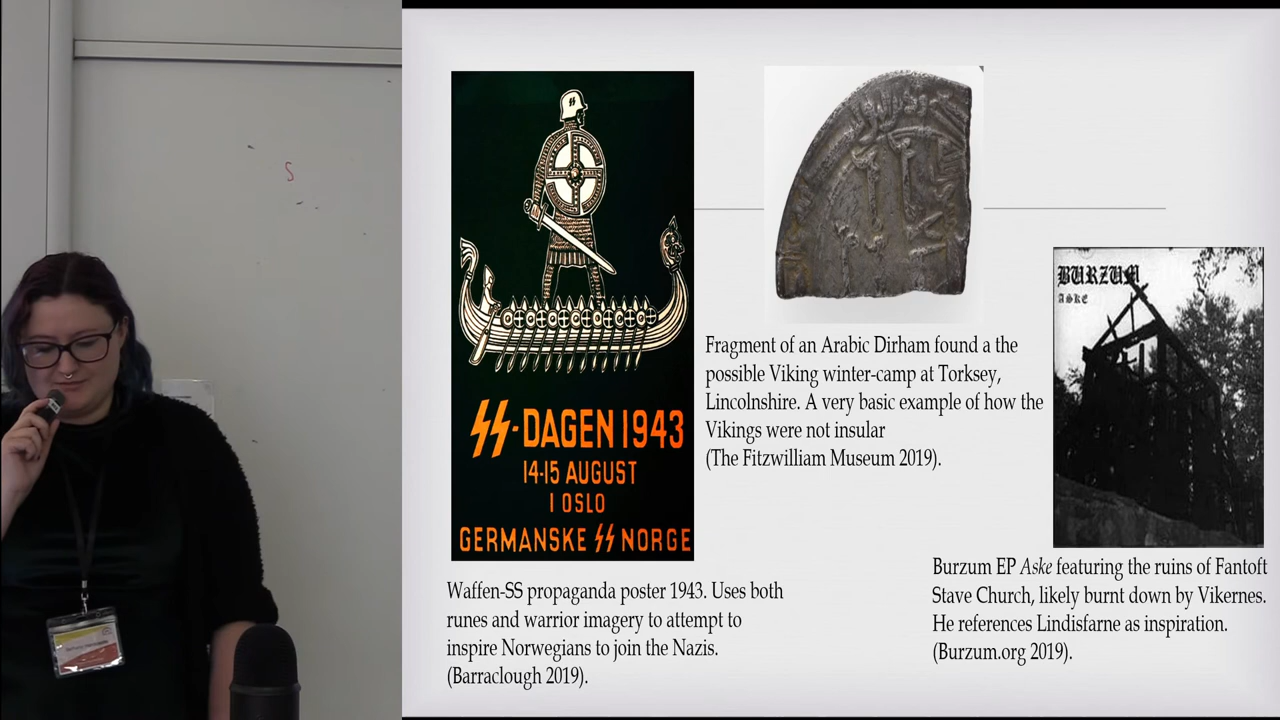 S
SS-DAGEN 1943
14-15 AUGUST
I OSLO
GERMANSKE SS NORGE
Waffen-SS propaganda poster 1943. Uses both
runes and warrior imagery to attempt to
inspire Norwegians to join the Nazis.
(Barraclough 2019).
Fragment of an Arabic Dirham found a the
possible Viking winter-camp at Torksey,
Lincolnshire. A very basic example of how the
Vikings were not insular
(The Fitzwilliam Museum 2019).
BURZUM
ASKE
Burzum EP Aske featuring the ruins of Fantoft
Stave Church, likely burnt down by Vikernes.
He references Lindisfarne as inspiration.
(Burzum.org 2019).